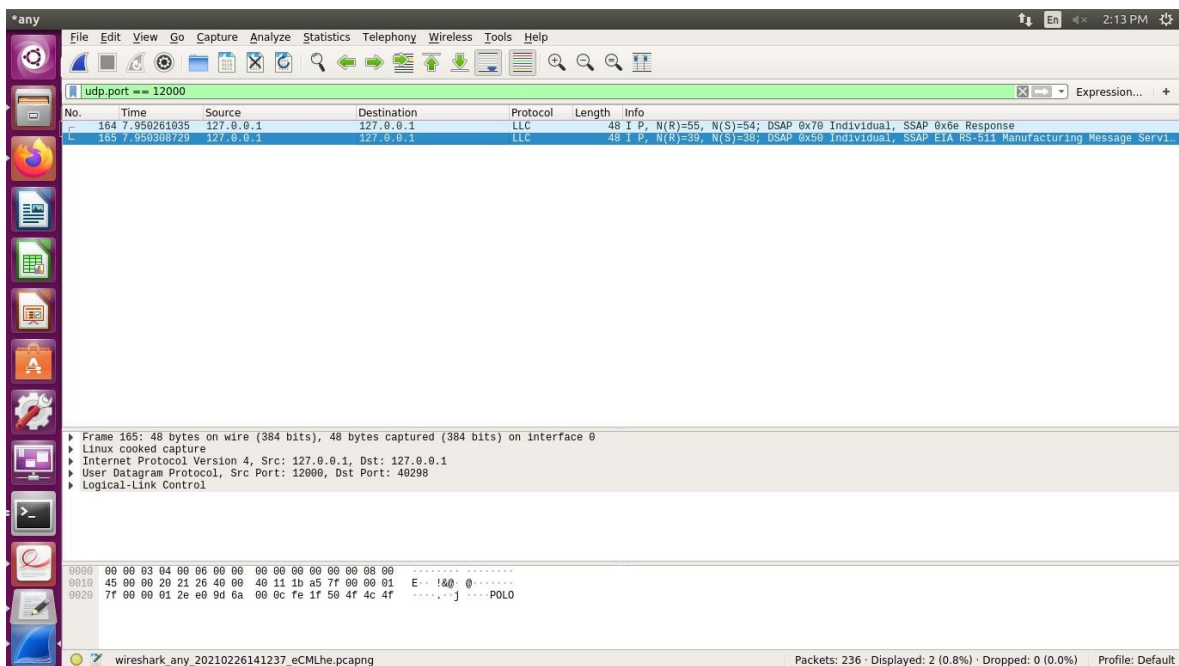 *any
En 2:13 PM
File Edit View Go Capture Analyze Statistics Telephony Wireless Tools Help
udp.port == 12000
Expression... +
No. Time Source Destination Protocol Length Info
164 7.950261035 127.0.0.1 127.0.0.1 LLC 48 I P, N(R)=55, N(S)=54; DSAP 0x70 Individual, SSAP 0x6e Response
165 7.950308729 127.0.0.1 127.0.0.1 LLC 48 I P, N(R)=39, N(S)=38; DSAP 0x50 Individual, SSAP EIA RS-511 Manufacturing Message Servi...
Frame 165: 48 bytes on wire (384 bits), 48 bytes captured (384 bits) on interface 0
Linux cooked capture
Internet Protocol Version 4, Src: 127.0.0.1, Dst: 127.0.0.1
User Datagram Protocol, Src Port: 12000, Dst Port: 40298
Logical-Link Control
0000 00 00 03 04 00 06 00 00 00 00 00 00 00 00 08 00 ········ ········
0010 45 00 00 20 21 26 40 00 40 11 1b a5 7f 00 00 01 E·· !&@· @·······
0020 7f 00 00 01 2e e0 9d 6a 00 0c fe 1f 50 4f 4c 4f ····.··j ····POLO
wireshark_any_20210226141237_eCMLhe.pcapng
Packets: 236 · Displayed: 2 (0.8%) · Dropped: 0 (0.0%) Profile: Default